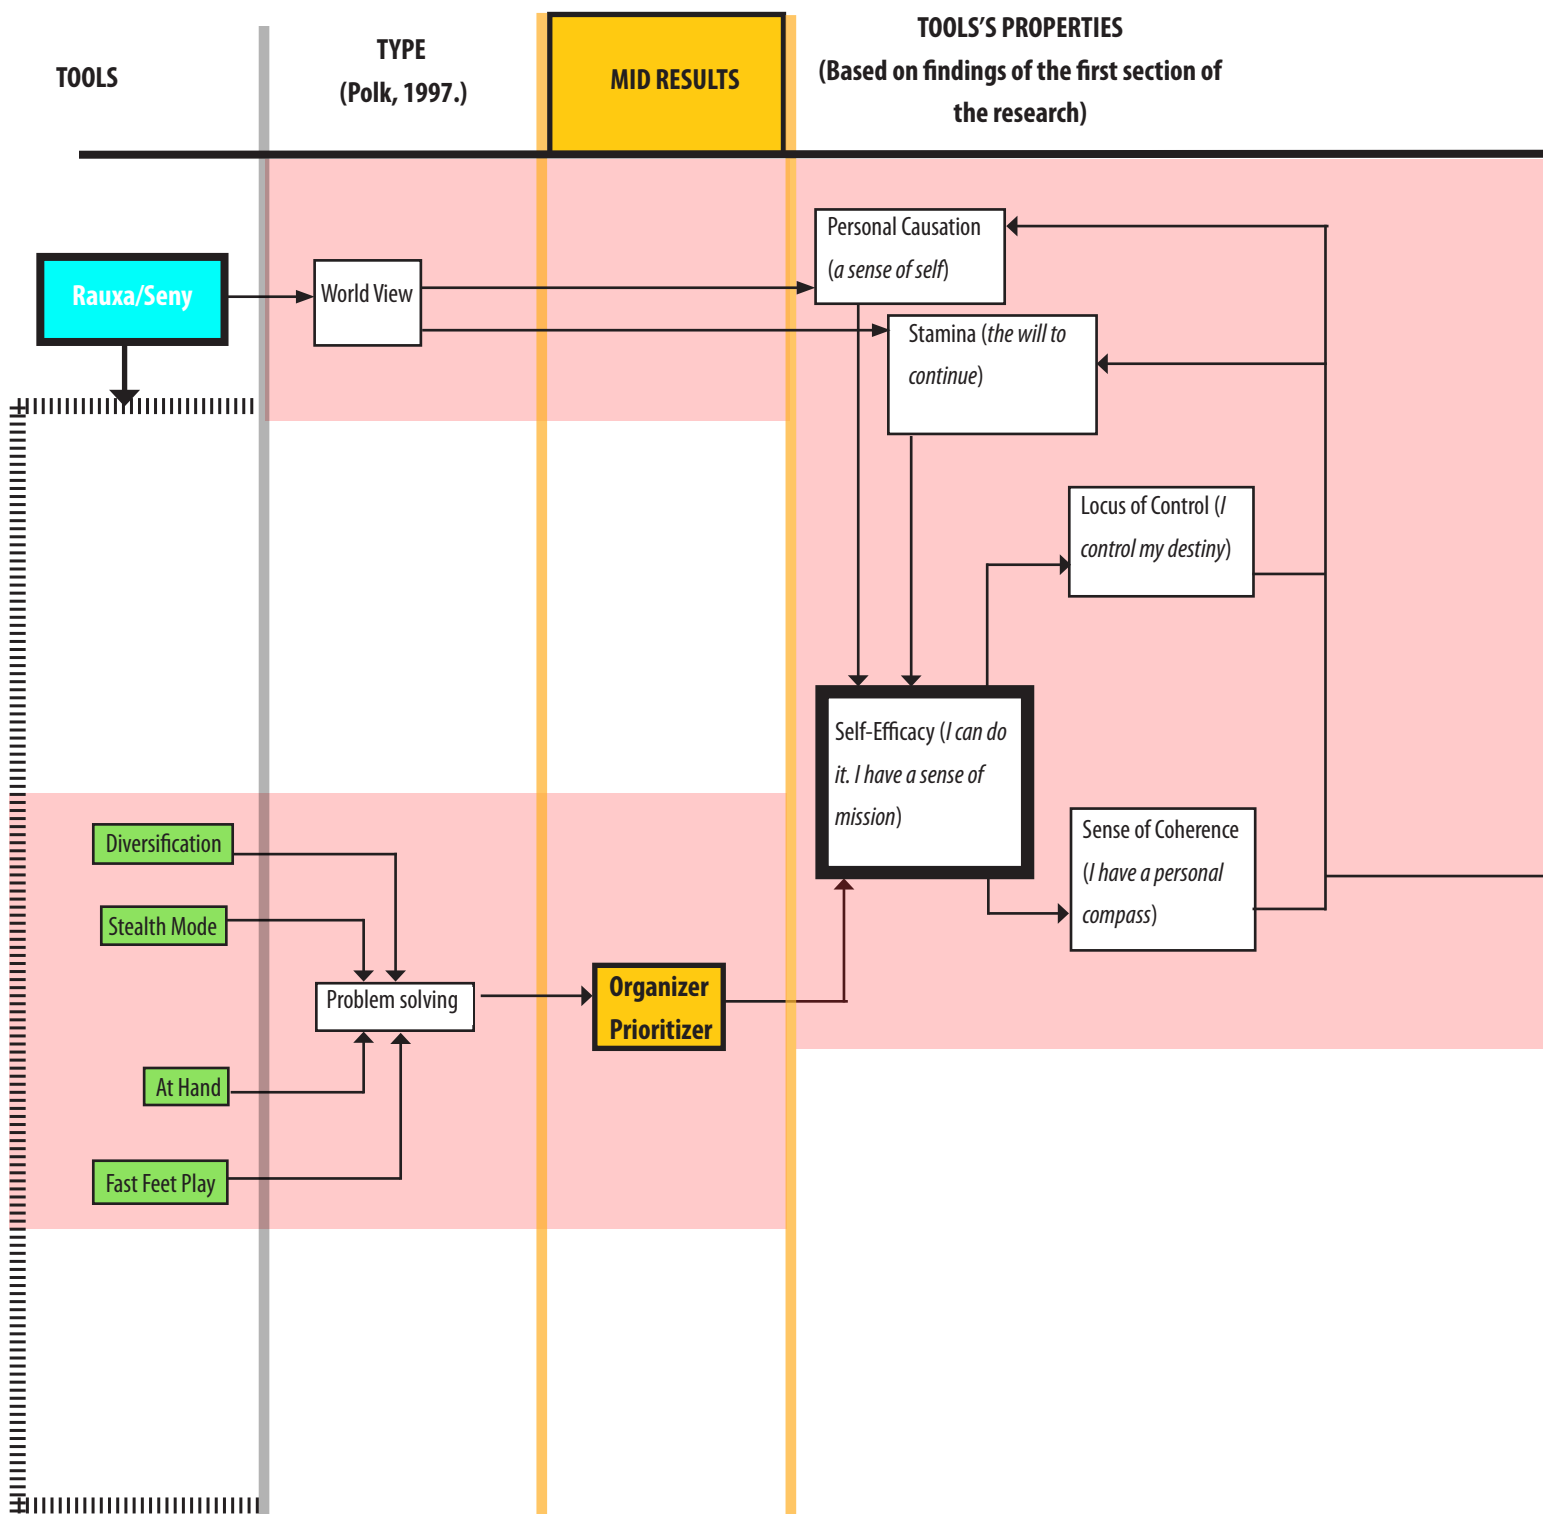 TOOLS
TYPE
(Polk, 1997.)
MID RESULTS
TOOLS'S PROPERTIES
(Based on findings of the first section of
the research)
Rauxa/Seny
World View
Personal Causation
(a sense of self)
Stamina (the will to
continue)
Locus of Control (I
control my destiny)
Self-Efficacy (I can do
it. I have a sense of
mission)
Sense of Coherence
(I have a personal
compass)
Diversification
Stealth Mode
Problem solving
Organizer
Prioritizer
At Hand
Fast Feet Play